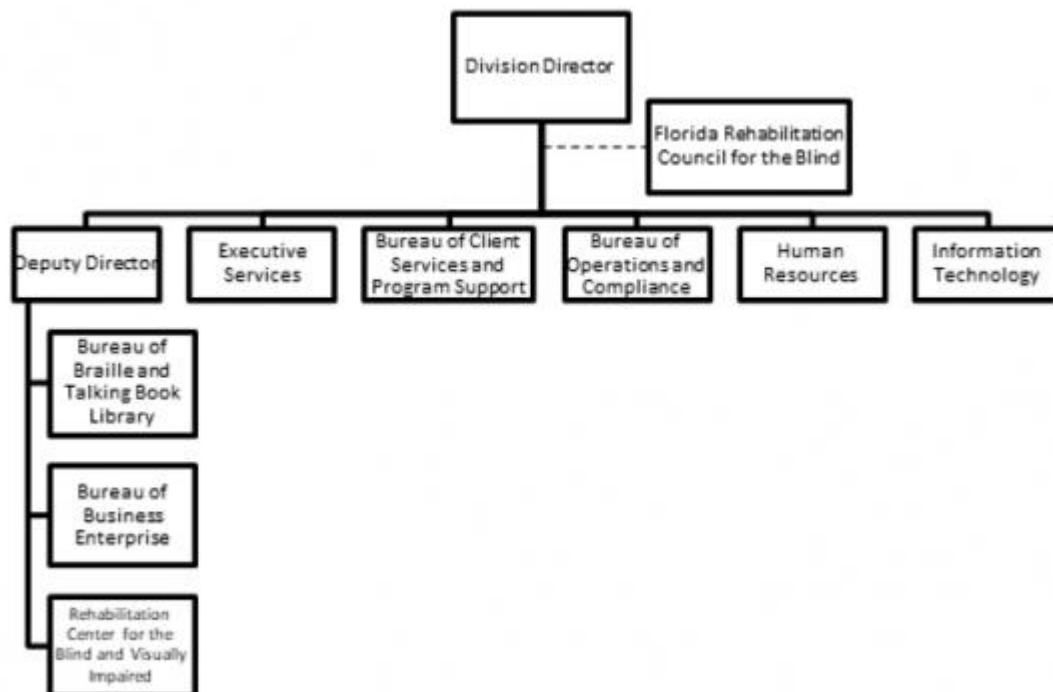 Division Director
Florida Rehabilitation
Council for the Blind
Deputy Director
Executive
Services
Bureau of Client
Services and
Program Support
Bureau of
Operations and
Compliance
Human
Resources
Information
Technology
Bureau of
Braille and
Talking Book
Library
Bureau of
Business
Enterprise
Rehabilitation
Center for the
Blind and Visually
Impaired